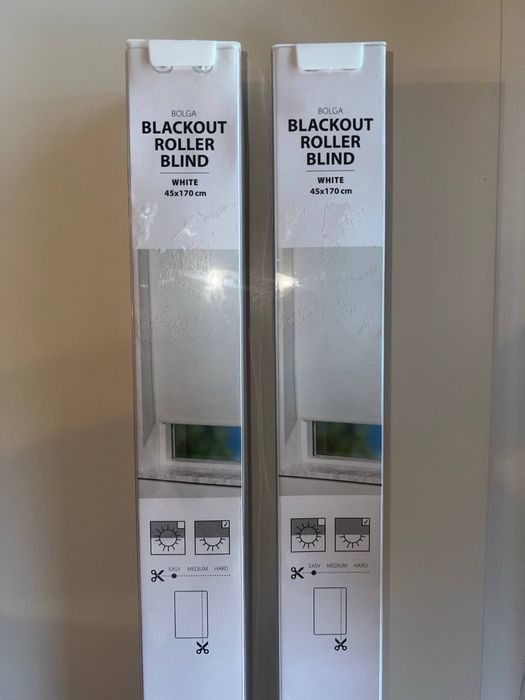 BOLGA
BLACKOUT
ROLLER
BLIND
WHITE
45x170 cm
EASY MEDIUM HARD
BOLGA
BLACKOUT
ROLLER
BLIND
WHITE
45x170 cm
EASY MEDIUM HARD